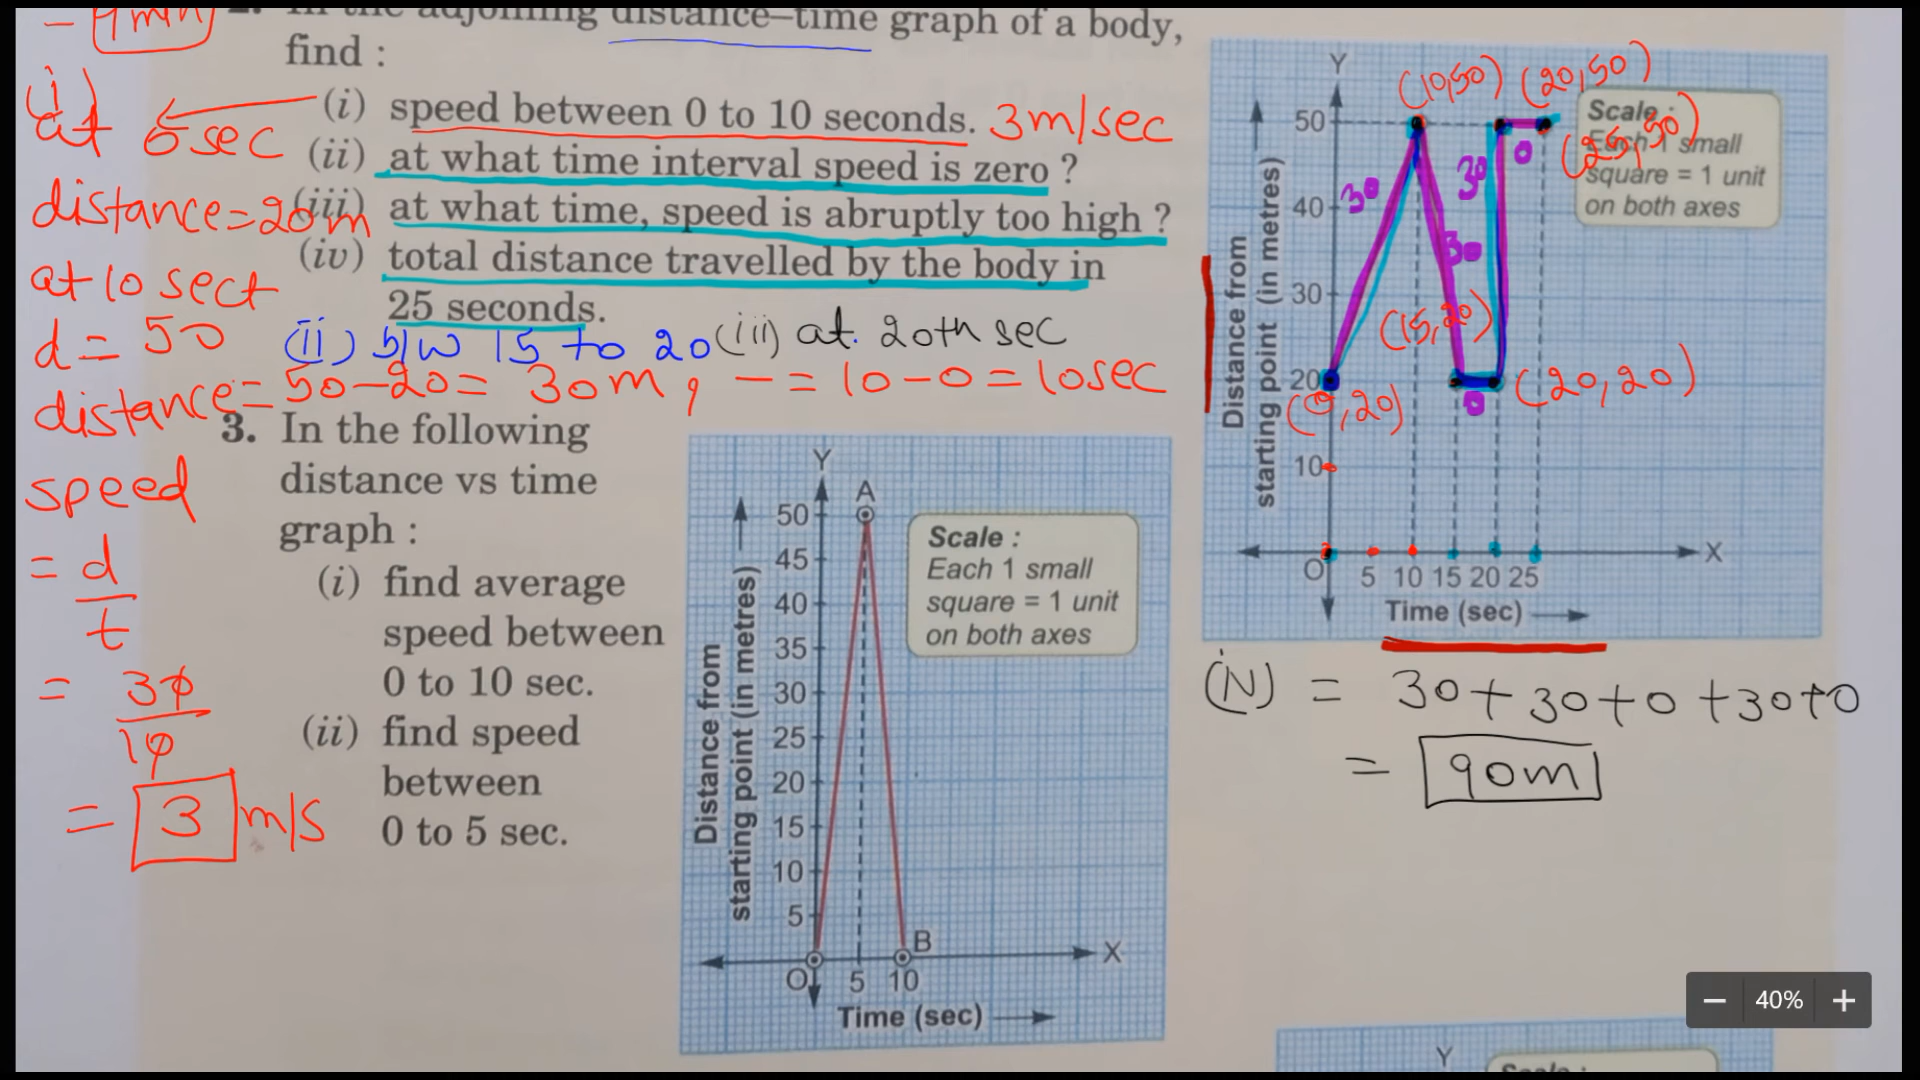 - 1 min
2. In the adjoining distance–time graph of a body,
find :
(i) speed between 0 to 10 seconds. 3m/sec
(ii) at what time interval speed is zero ?
(iii) at what time, speed is abruptly too high ?
(iv) total distance travelled by the body in
25 seconds.
(ii) b/w 15 to 20 (iii) at 20th sec
(i)
at
sec
distance=20m
at 10 sect
d = 50
distance= 50-20= 30m, - = 10-0=10sec
speed
= d
t
= 30
10
= 3 m/s
Y
50
40
30
20
10
O 5 10 15 20 25
X
Time (sec)
Distance from
starting point (in metres)
Scale :
Each 1 small
square = 1 unit
on both axes
(10,50) (20,50)
(25,50)
30
30
30
0
0
(15,20)
(0,20)
(20,20)
(iv) = 30+30+0+30+0
= 90m
3. In the following
distance vs time
graph :
(i) find average
speed between
0 to 10 sec.
(ii) find speed
between
0 to 5 sec.
Y
A
50
45
40
35
30
25
20
15
10
5
B
X
O 5 10
Time (sec)
Distance from
starting point (in metres)
Scale :
Each 1 small
square = 1 unit
on both axes
Y
− 40% +